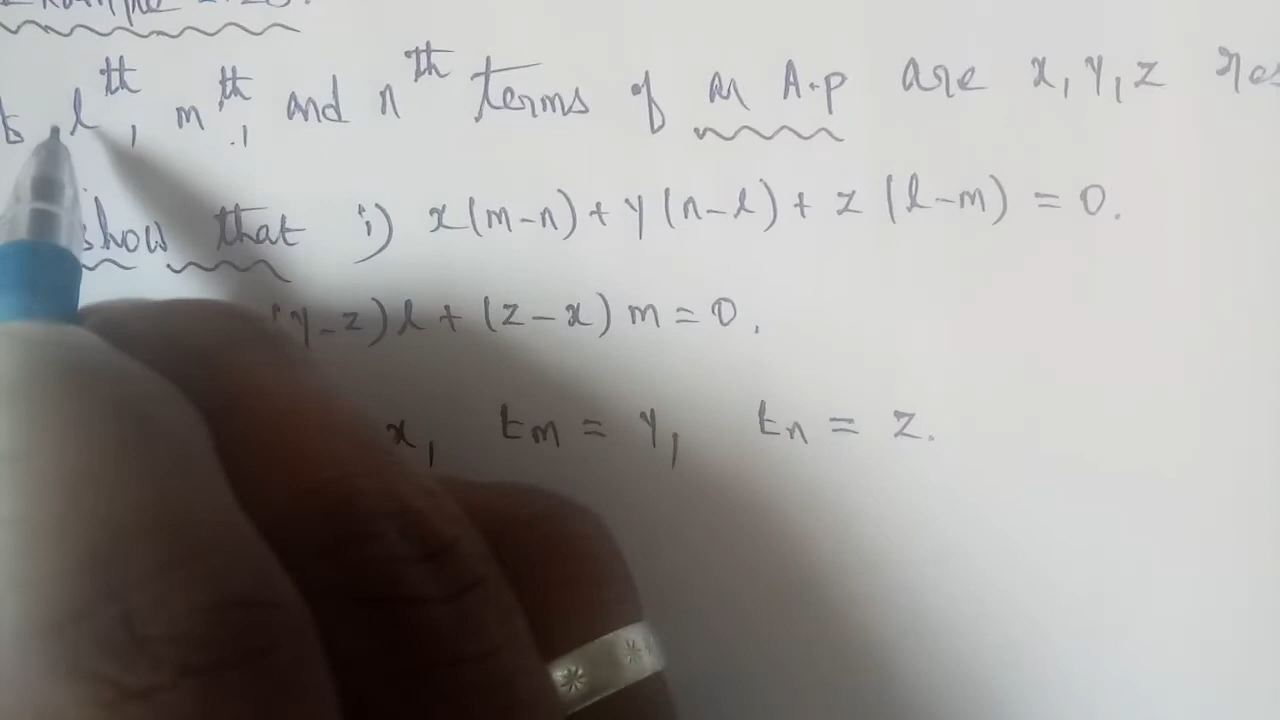 l^th, m^th, and n^th terms of an A.P are x, y, z
show that i) x(m-n) + y(n-l) + z(l-m) = 0.
(y-z)l + (z-x)m = 0.
x, tm = y, tn = z.